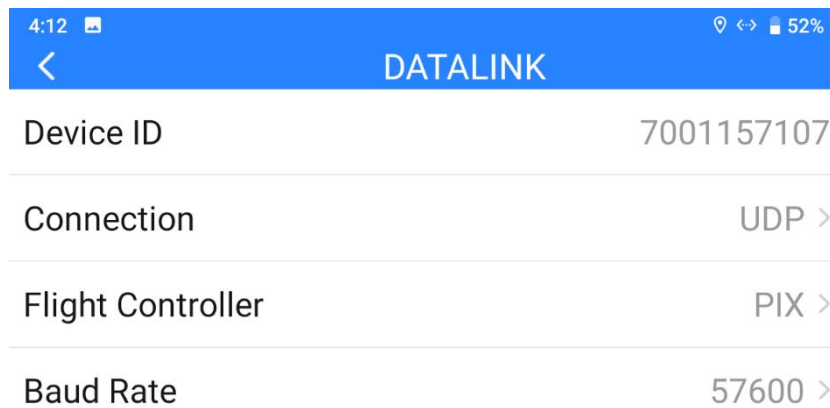 4:12 52%
DATALINK
Device ID 7001157107
Connection UDP
Flight Controller PIX
Baud Rate 57600